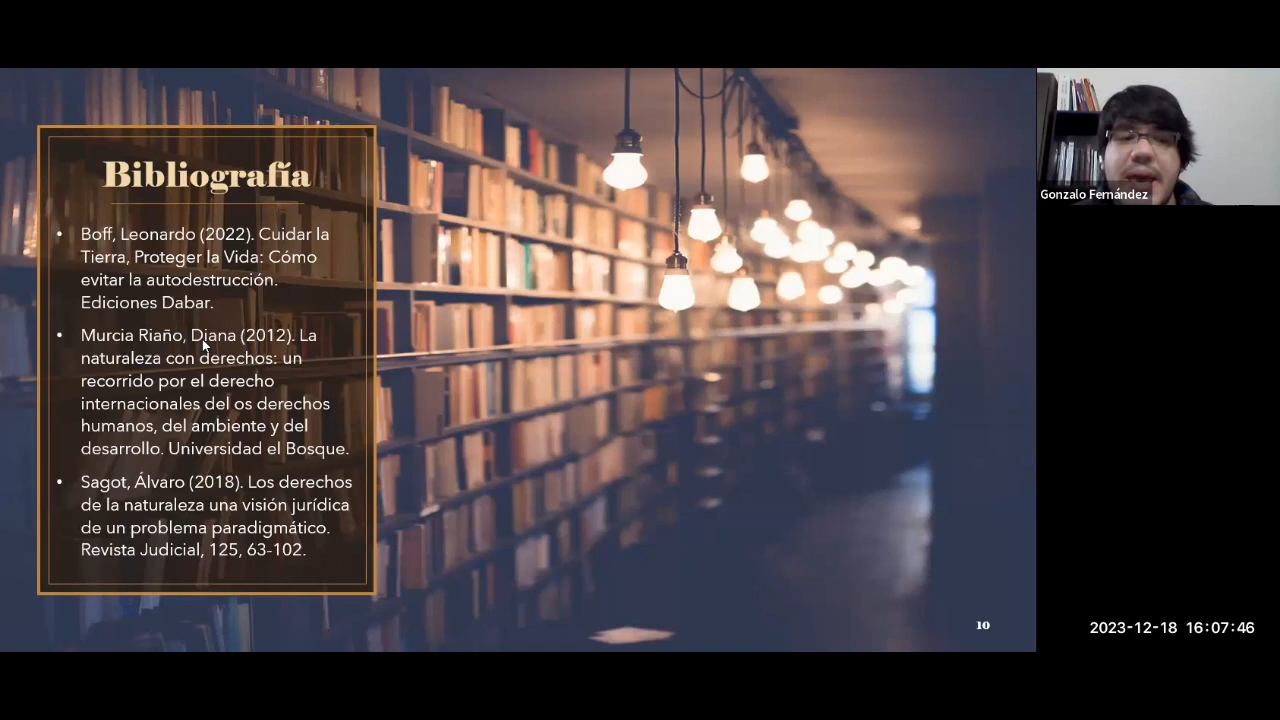 Bibliografía
• Boff, Leonardo (2022). Cuidar la
Tierra, Proteger la Vida: Cómo
evitar la autodestrucción.
Ediciones Dabar.
• Murcia Riaño, Diana (2012). La
naturaleza con derechos: un
recorrido por el derecho
internacionales del os derechos
humanos, del ambiente y del
desarrollo. Universidad el Bosque.
• Sagot, Álvaro (2018). Los derechos
de la naturaleza una visión jurídica
de un problema paradigmático.
Revista Judicial, 125, 63-102.
10
Gonzalo Fernández
2023-12-18 16:07:46